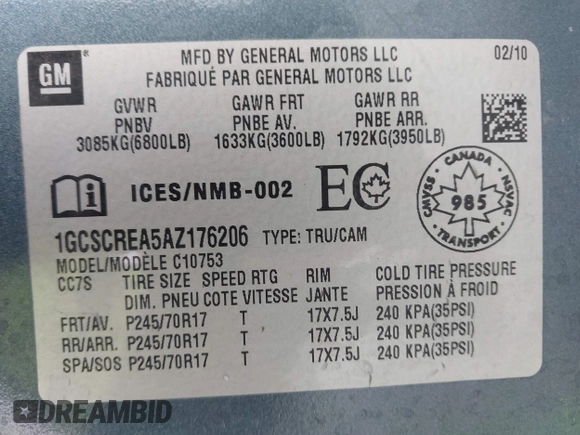 GM
MFD BY GENERAL MOTORS LLC 02/10
FABRIQUÉ PAR GENERAL MOTORS LLC
GVWR GAWR FRT GAWR RR
PNBV PNBE AV. PNBE ARR.
3085KG(6800LB) 1633KG(3600LB) 1792KG(3950LB)
ICES/NMB-002 EC CANADA CMVSS 985 NSVAC TRANSPORT
1GCSCREA5AZ176206 TYPE: TRU/CAM
MODEL/MODÈLE C10753
CC7S TIRE SIZE SPEED RTG RIM COLD TIRE PRESSURE
DIM. PNEU COTE VITESSE JANTE PRESSION À FROID
FRT/AV. P245/70R17 T 17X7.5J 240 KPA(35PSI)
RR/ARR. P245/70R17 T 17X7.5J 240 KPA(35PSI)
SPA/SOS P245/70R17 T 17X7.5J 240 KPA(35PSI)
DREAMBID